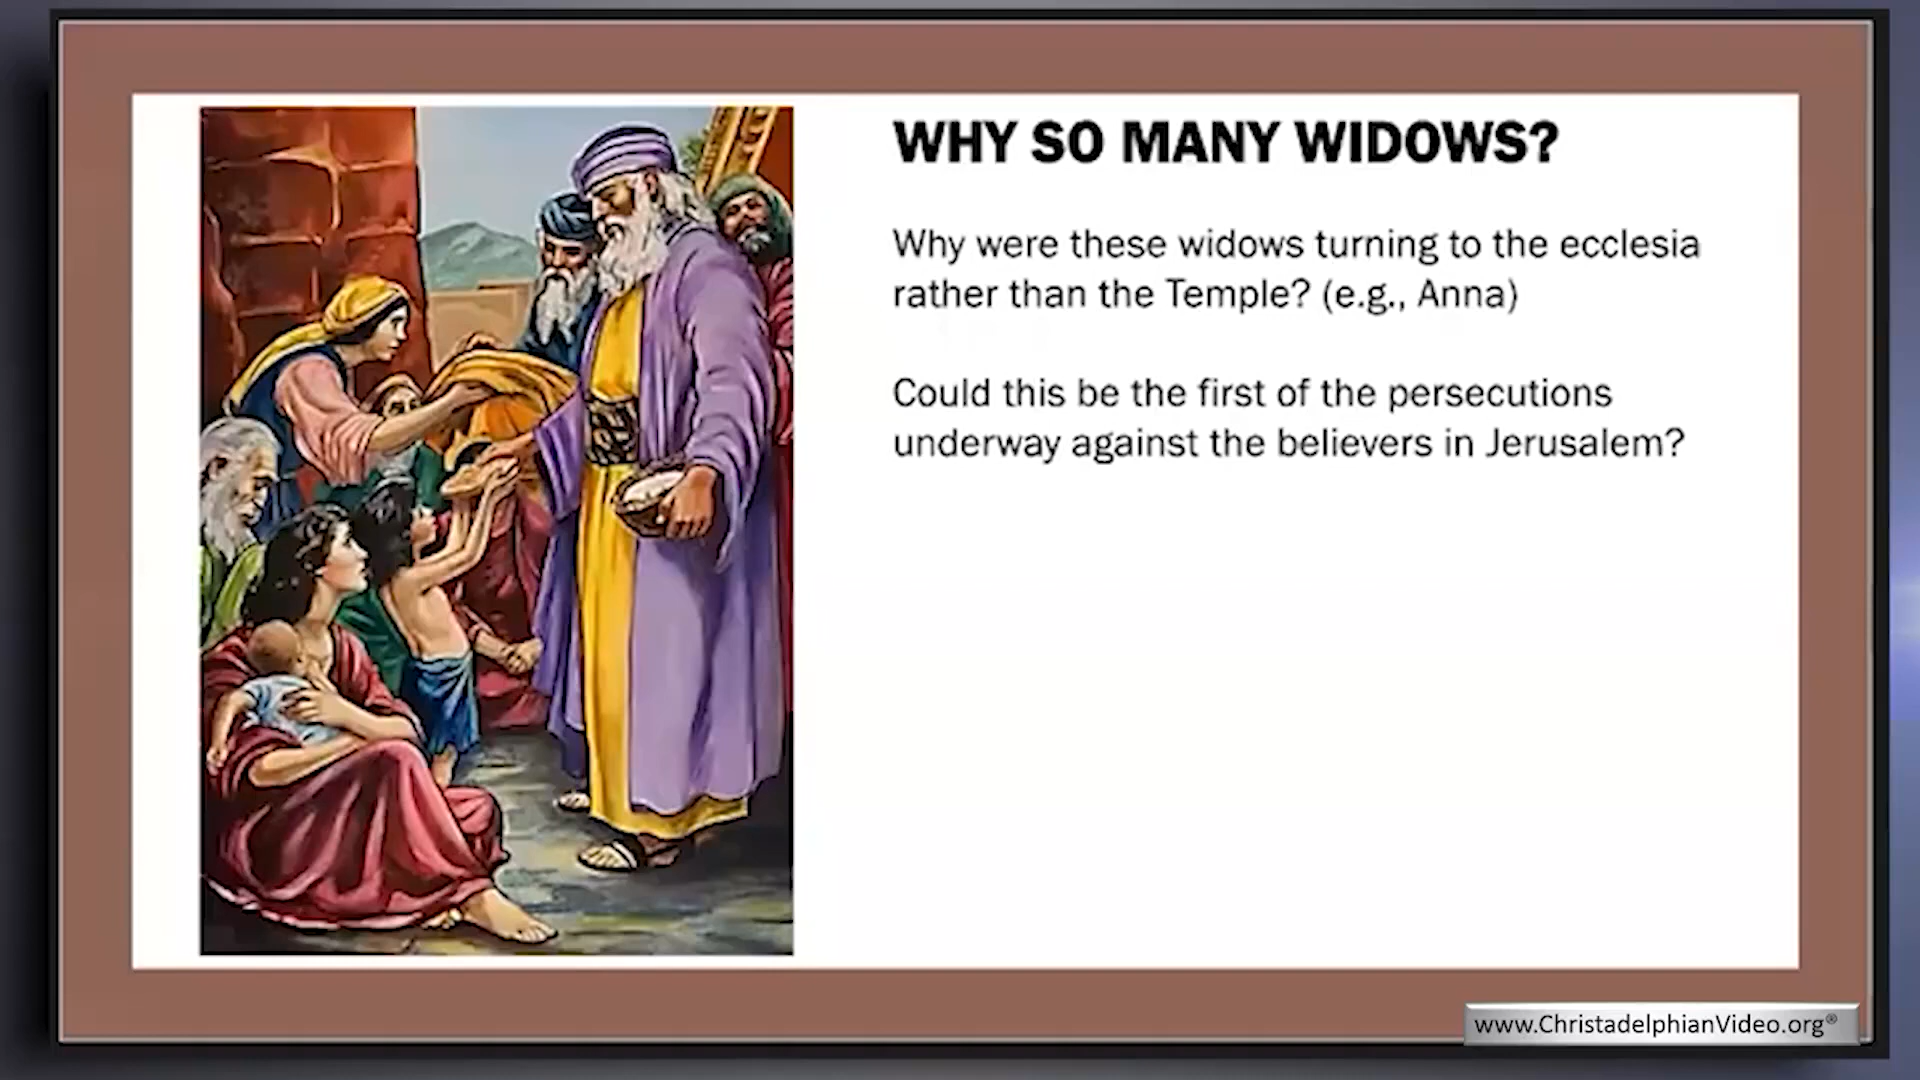 WHY SO MANY WIDOWS?
Why were these widows turning to the ecclesia
rather than the Temple? (e.g., Anna)
Could this be the first of the persecutions
underway against the believers in Jerusalem?
www.ChristadelphianVideo.org®